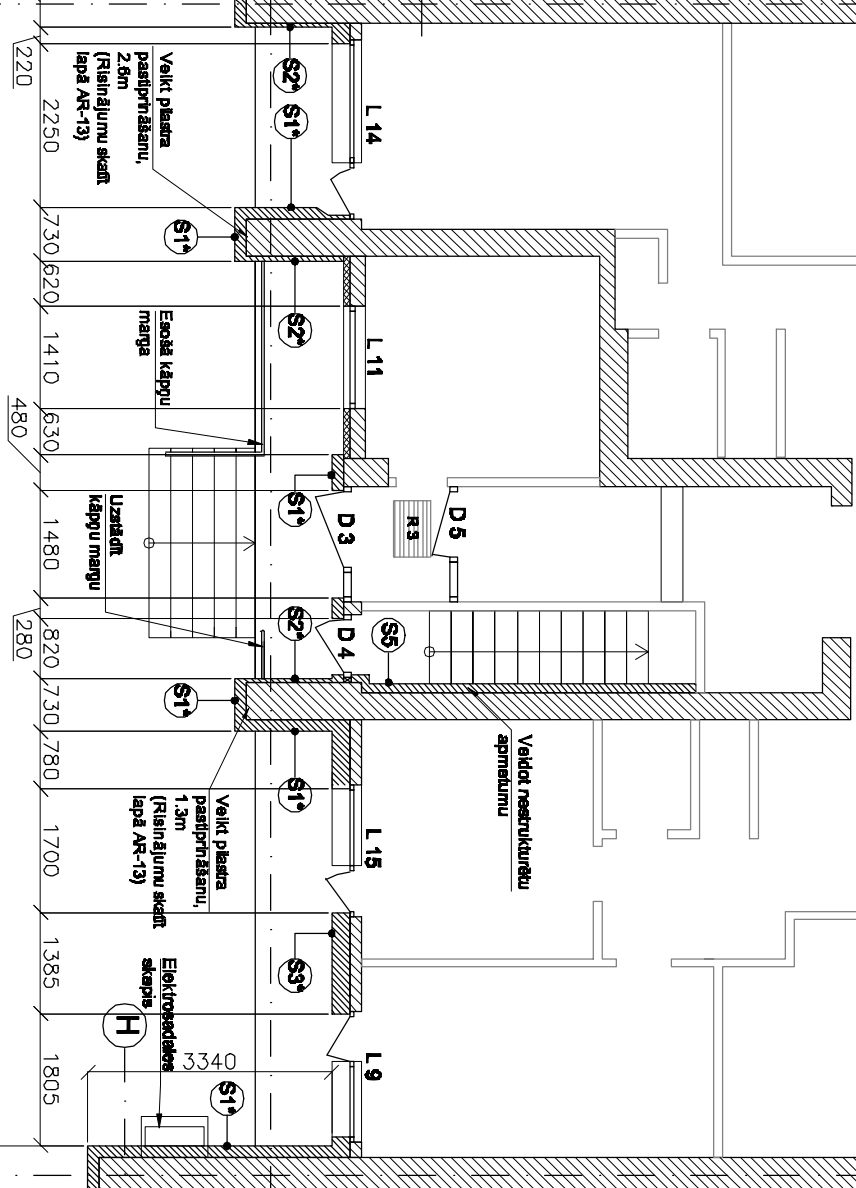 220
2250
730
620
1410
630
480
1480
280
820
730
780
1700
1385
1805
3340
Veikt pilastra
pastiprināšanu,
2.6m
(Risinājumu skatīt
lapā AR-13)
S2*
S1*
L 14
S1*
S2*
L 11
Esošā kāpņu
marga
S1*
D 3
R 3
D 5
Uzstādīt
kāpņu margu
S2*
D 4
S5
S1*
Veidot nestrukturētu
apmetumu
S1*
Veikt pilastra
pastiprināšanu,
1.3m
(Risinājumu skatīt
lapā AR-13)
L 15
S3*
Elektrosadales
skapis
H
S1*
L 9